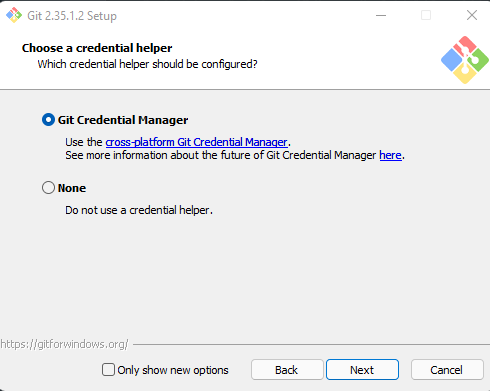 Git 2.35.1.2 Setup
Choose a credential helper
Which credential helper should be configured?
Git Credential Manager
Use the cross-platform Git Credential Manager.
See more information about the future of Git Credential Manager here.
None
Do not use a credential helper.
https://gitforwindows.org/
Only show new options Back Next Cancel